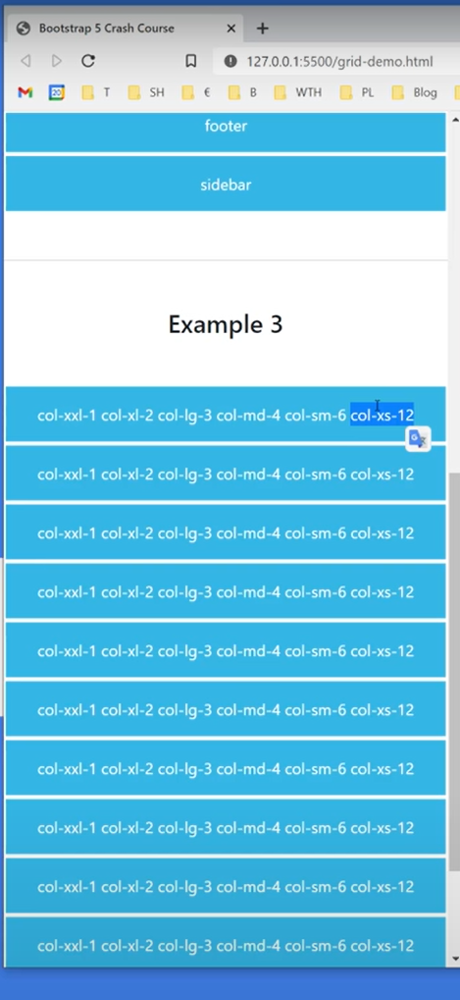 Bootstrap 5 Crash Course
127.0.0.1:5500/grid-demo.html
20 T SH € B WTH PL Blog
footer
sidebar
Example 3
col-xxl-1 col-xl-2 col-lg-3 col-md-4 col-sm-6 col-xs-12
G
col-xxl-1 col-xl-2 col-lg-3 col-md-4 col-sm-6 col-xs-12
col-xxl-1 col-xl-2 col-lg-3 col-md-4 col-sm-6 col-xs-12
col-xxl-1 col-xl-2 col-lg-3 col-md-4 col-sm-6 col-xs-12
col-xxl-1 col-xl-2 col-lg-3 col-md-4 col-sm-6 col-xs-12
col-xxl-1 col-xl-2 col-lg-3 col-md-4 col-sm-6 col-xs-12
col-xxl-1 col-xl-2 col-lg-3 col-md-4 col-sm-6 col-xs-12
col-xxl-1 col-xl-2 col-lg-3 col-md-4 col-sm-6 col-xs-12
col-xxl-1 col-xl-2 col-lg-3 col-md-4 col-sm-6 col-xs-12
col-xxl-1 col-xl-2 col-lg-3 col-md-4 col-sm-6 col-xs-12